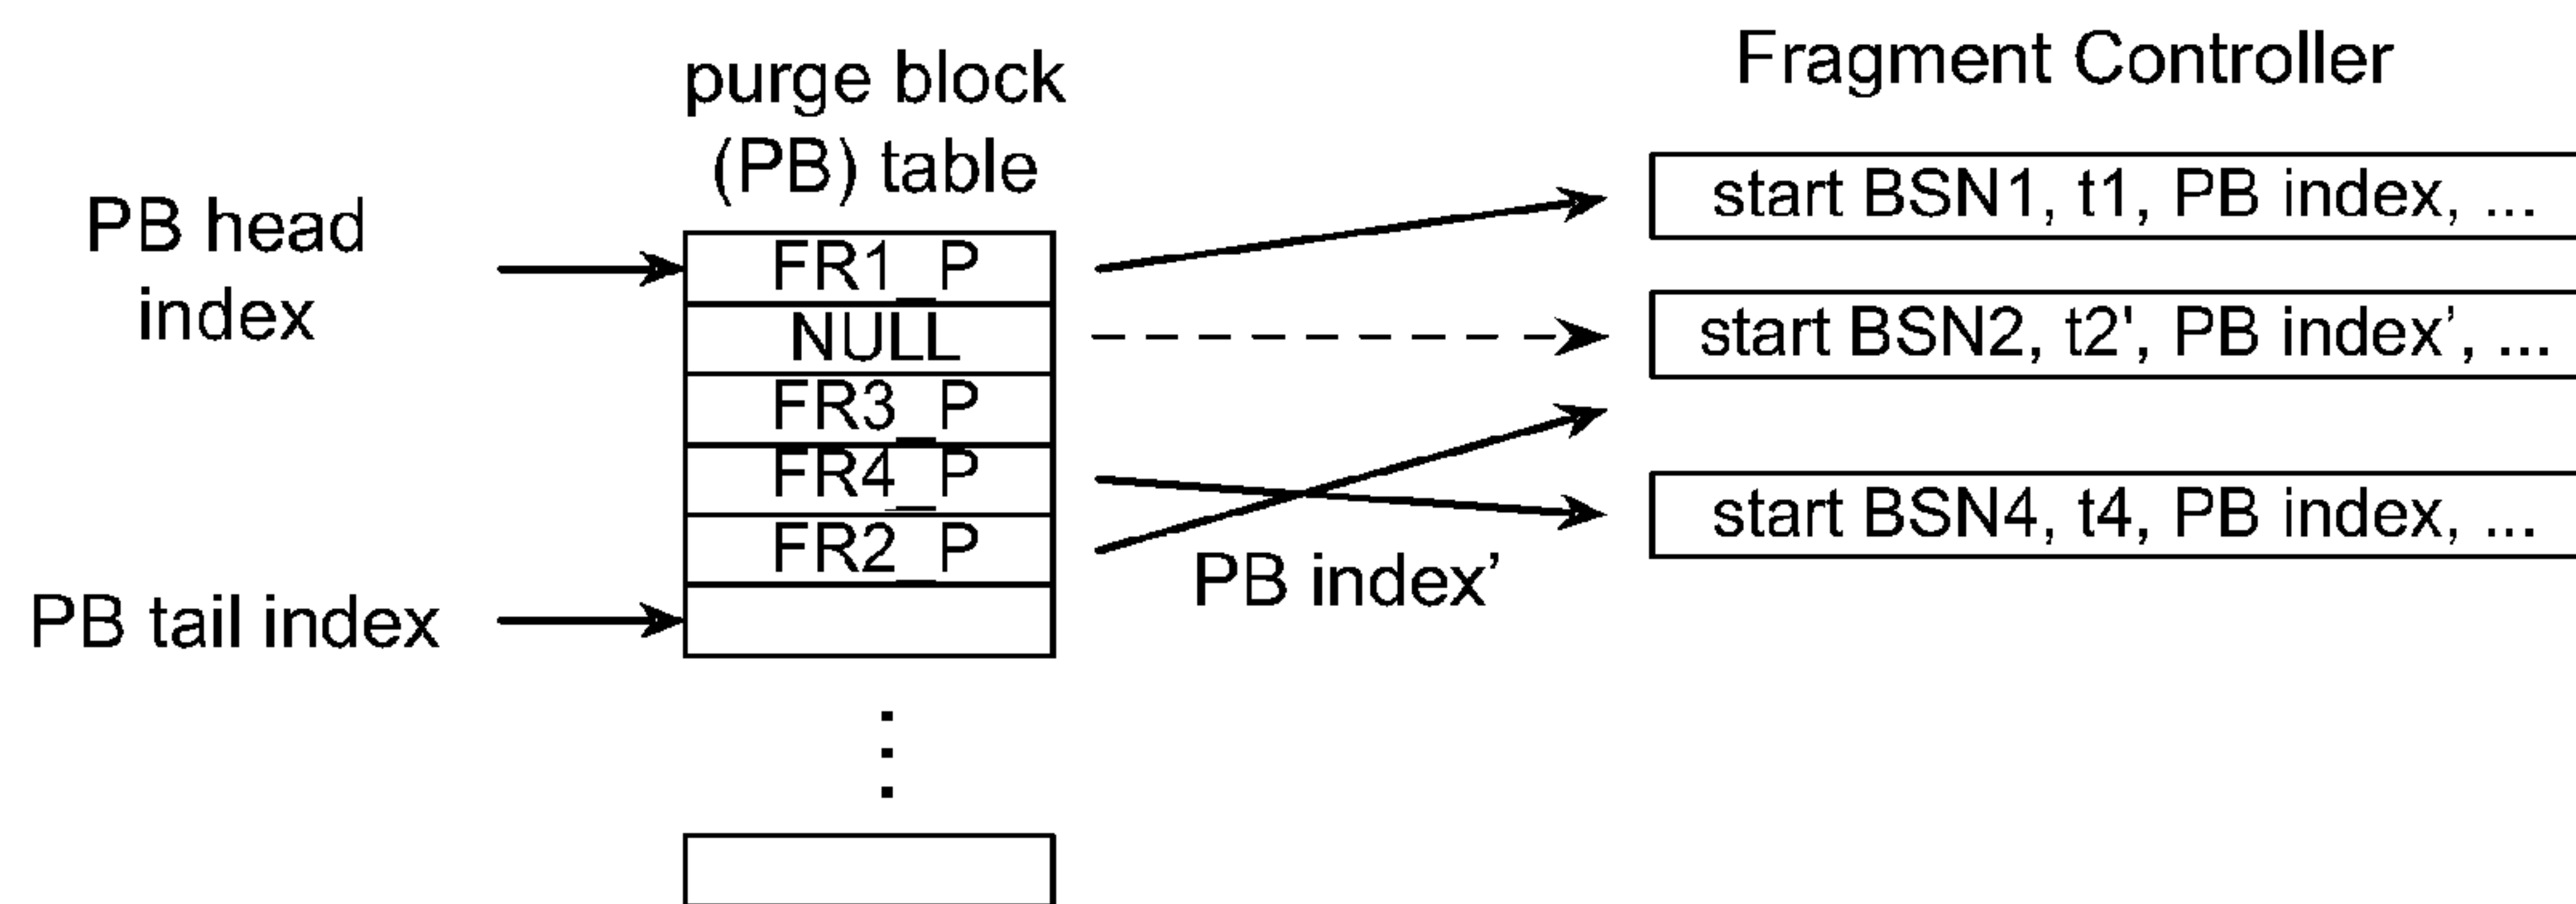 purge block
(PB) table
Fragment Controller
PB head
index
FR1_P
NULL
FR3_P
FR4_P
FR2_P
PB tail index
start BSN1, t1, PB index, ...
start BSN2, t2', PB index’, ...
start BSN4, t4, PB index, ...
PB index’